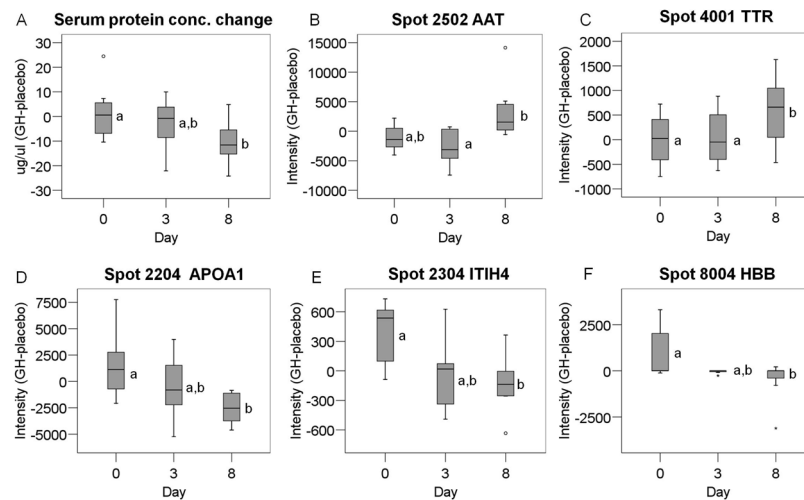 A Serum protein conc. change
ug/ul (GH-placebo)
30
20
10
0
-10
-20
-30
a
a,b
b
0 3 8
Day
B Spot 2502 AAT
Intensity (GH-placebo)
15000
10000
5000
0
-5000
-10000
a,b
a
b
0 3 8
Day
C Spot 4001 TTR
Intensity (GH-placebo)
2000
1500
1000
500
0
-500
-1000
a
a
b
0 3 8
Day
D Spot 2204 APOA1
Intensity (GH-placebo)
7500
5000
2500
0
-2500
-5000
a
a,b
b
0 3 8
Day
E Spot 2304 ITIH4
Intensity (GH-placebo)
600
300
0
-300
-600
a
a,b
b
0 3 8
Day
F Spot 8004 HBB
Intensity (GH-placebo)
2500
0
-2500
a
a,b
b
0 3 8
Day